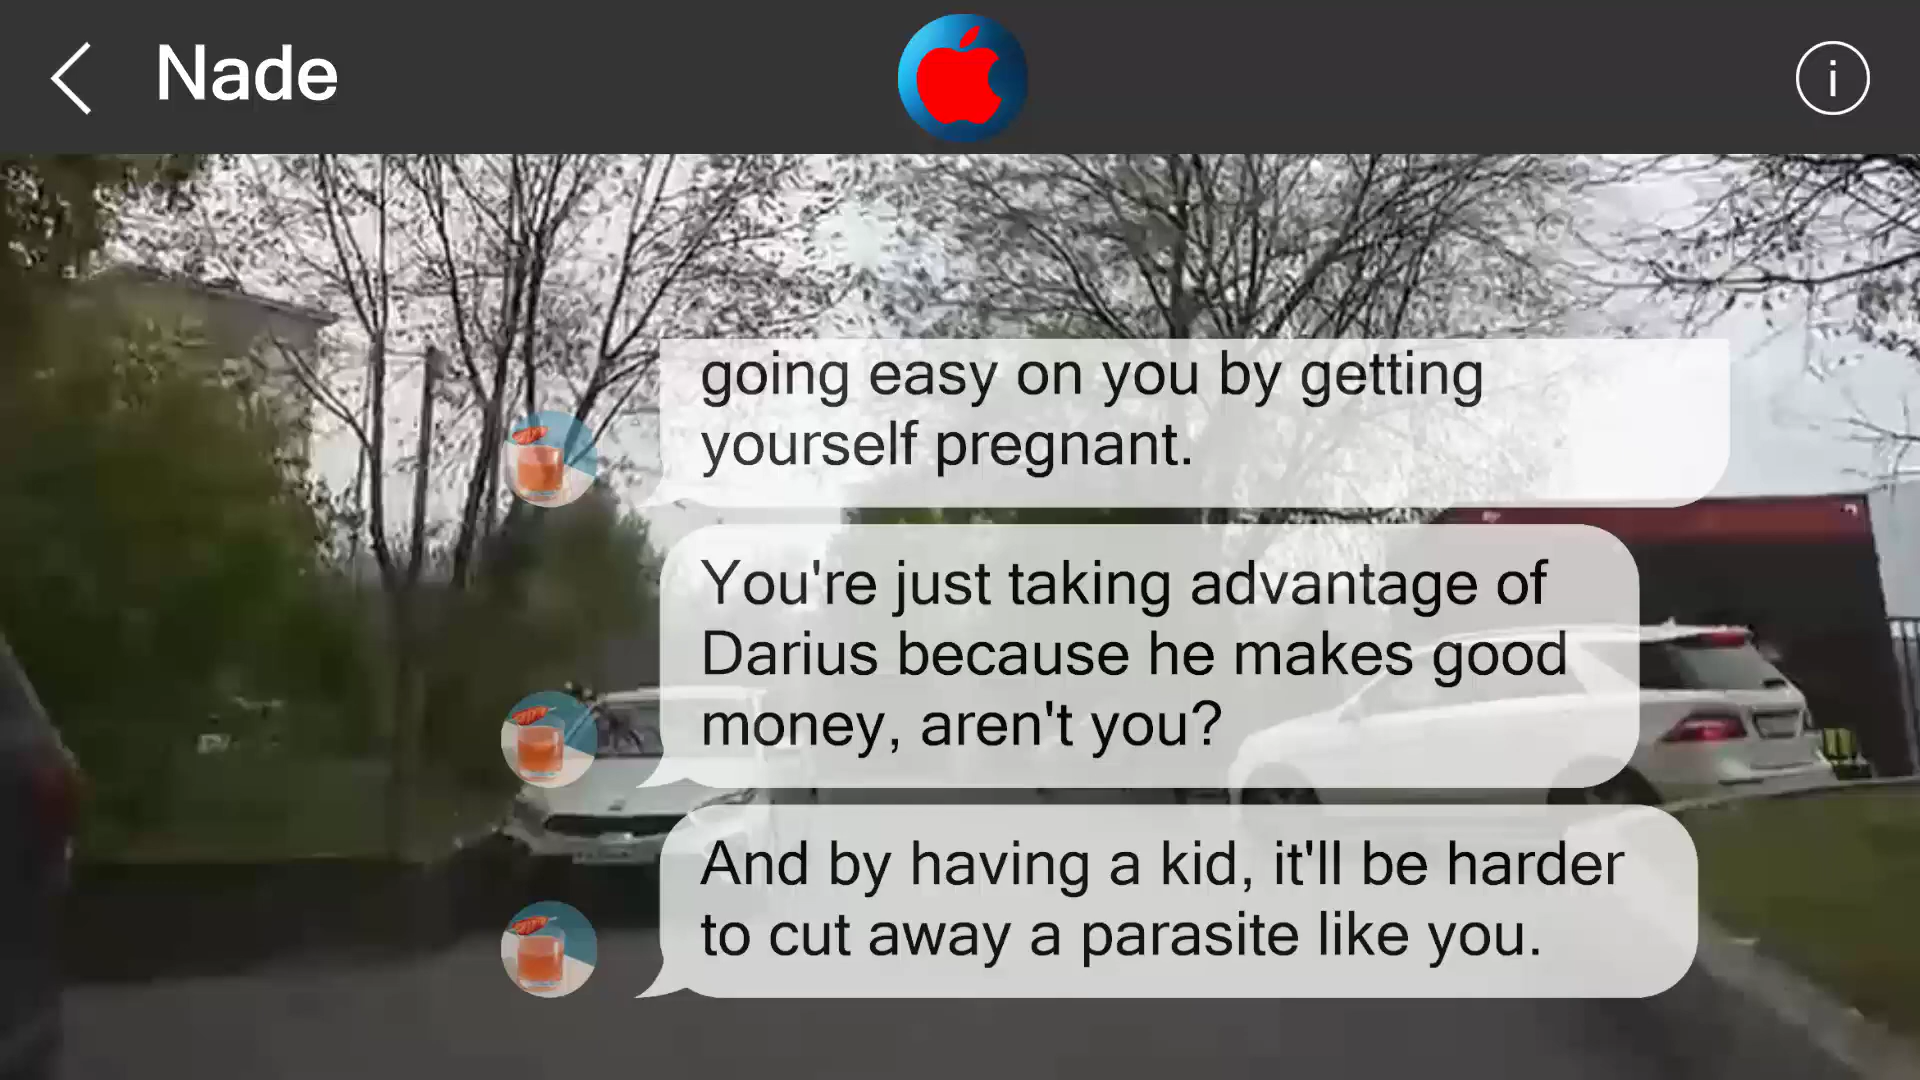 Nade
going easy on you by getting
yourself pregnant.
You're just taking advantage of
Darius because he makes good
money, aren't you?
And by having a kid, it'll be harder
to cut away a parasite like you.